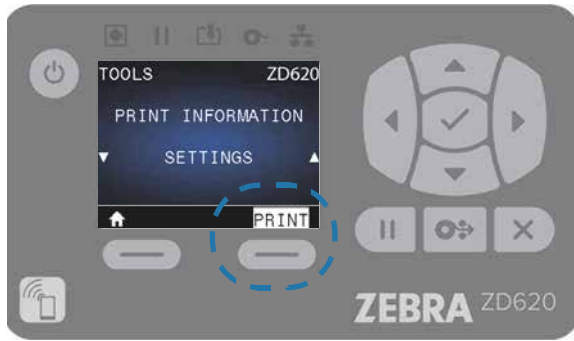 TOOLS ZD620
PRINT INFORMATION
SETTINGS
PRINT
ZEBRA ZD620